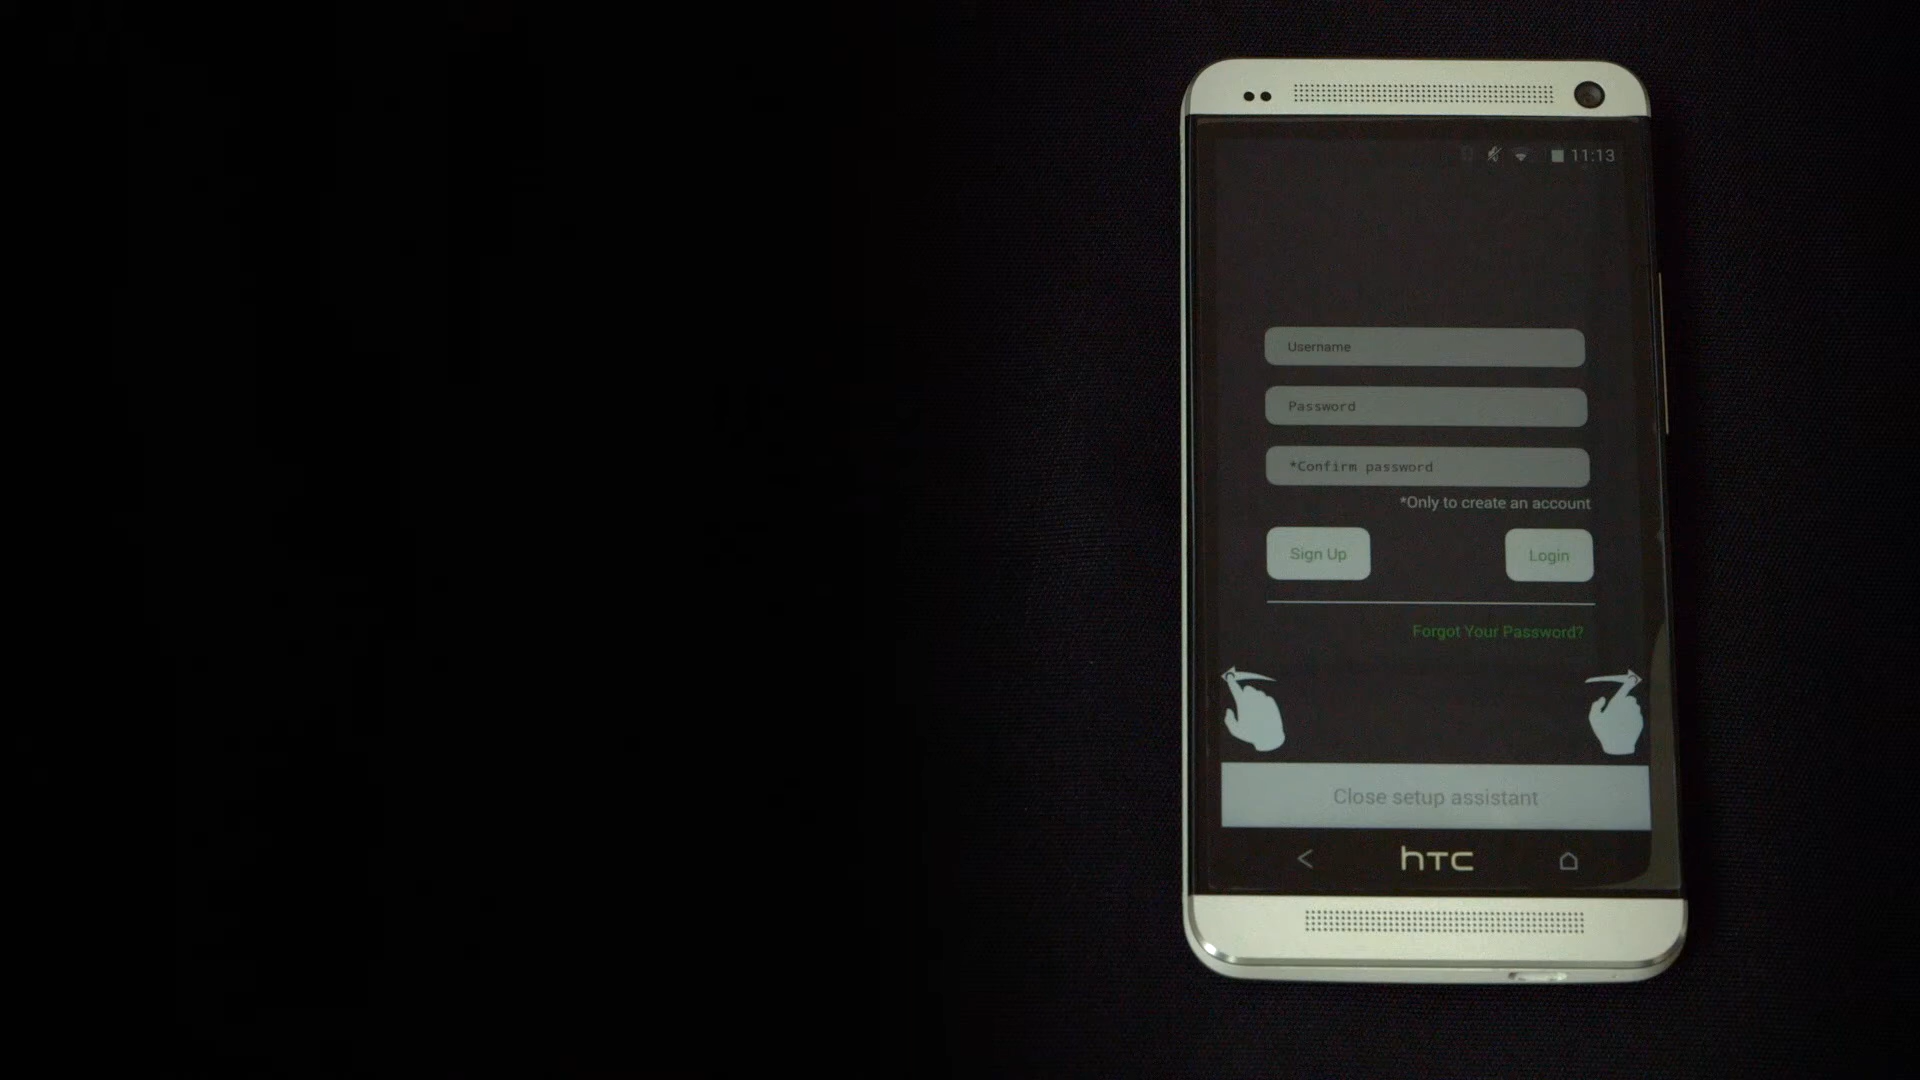 11:13
Username
Password
*Confirm password
*Only to create an account
Sign Up
Login
Forgot Your Password?
Close setup assistant
hTC